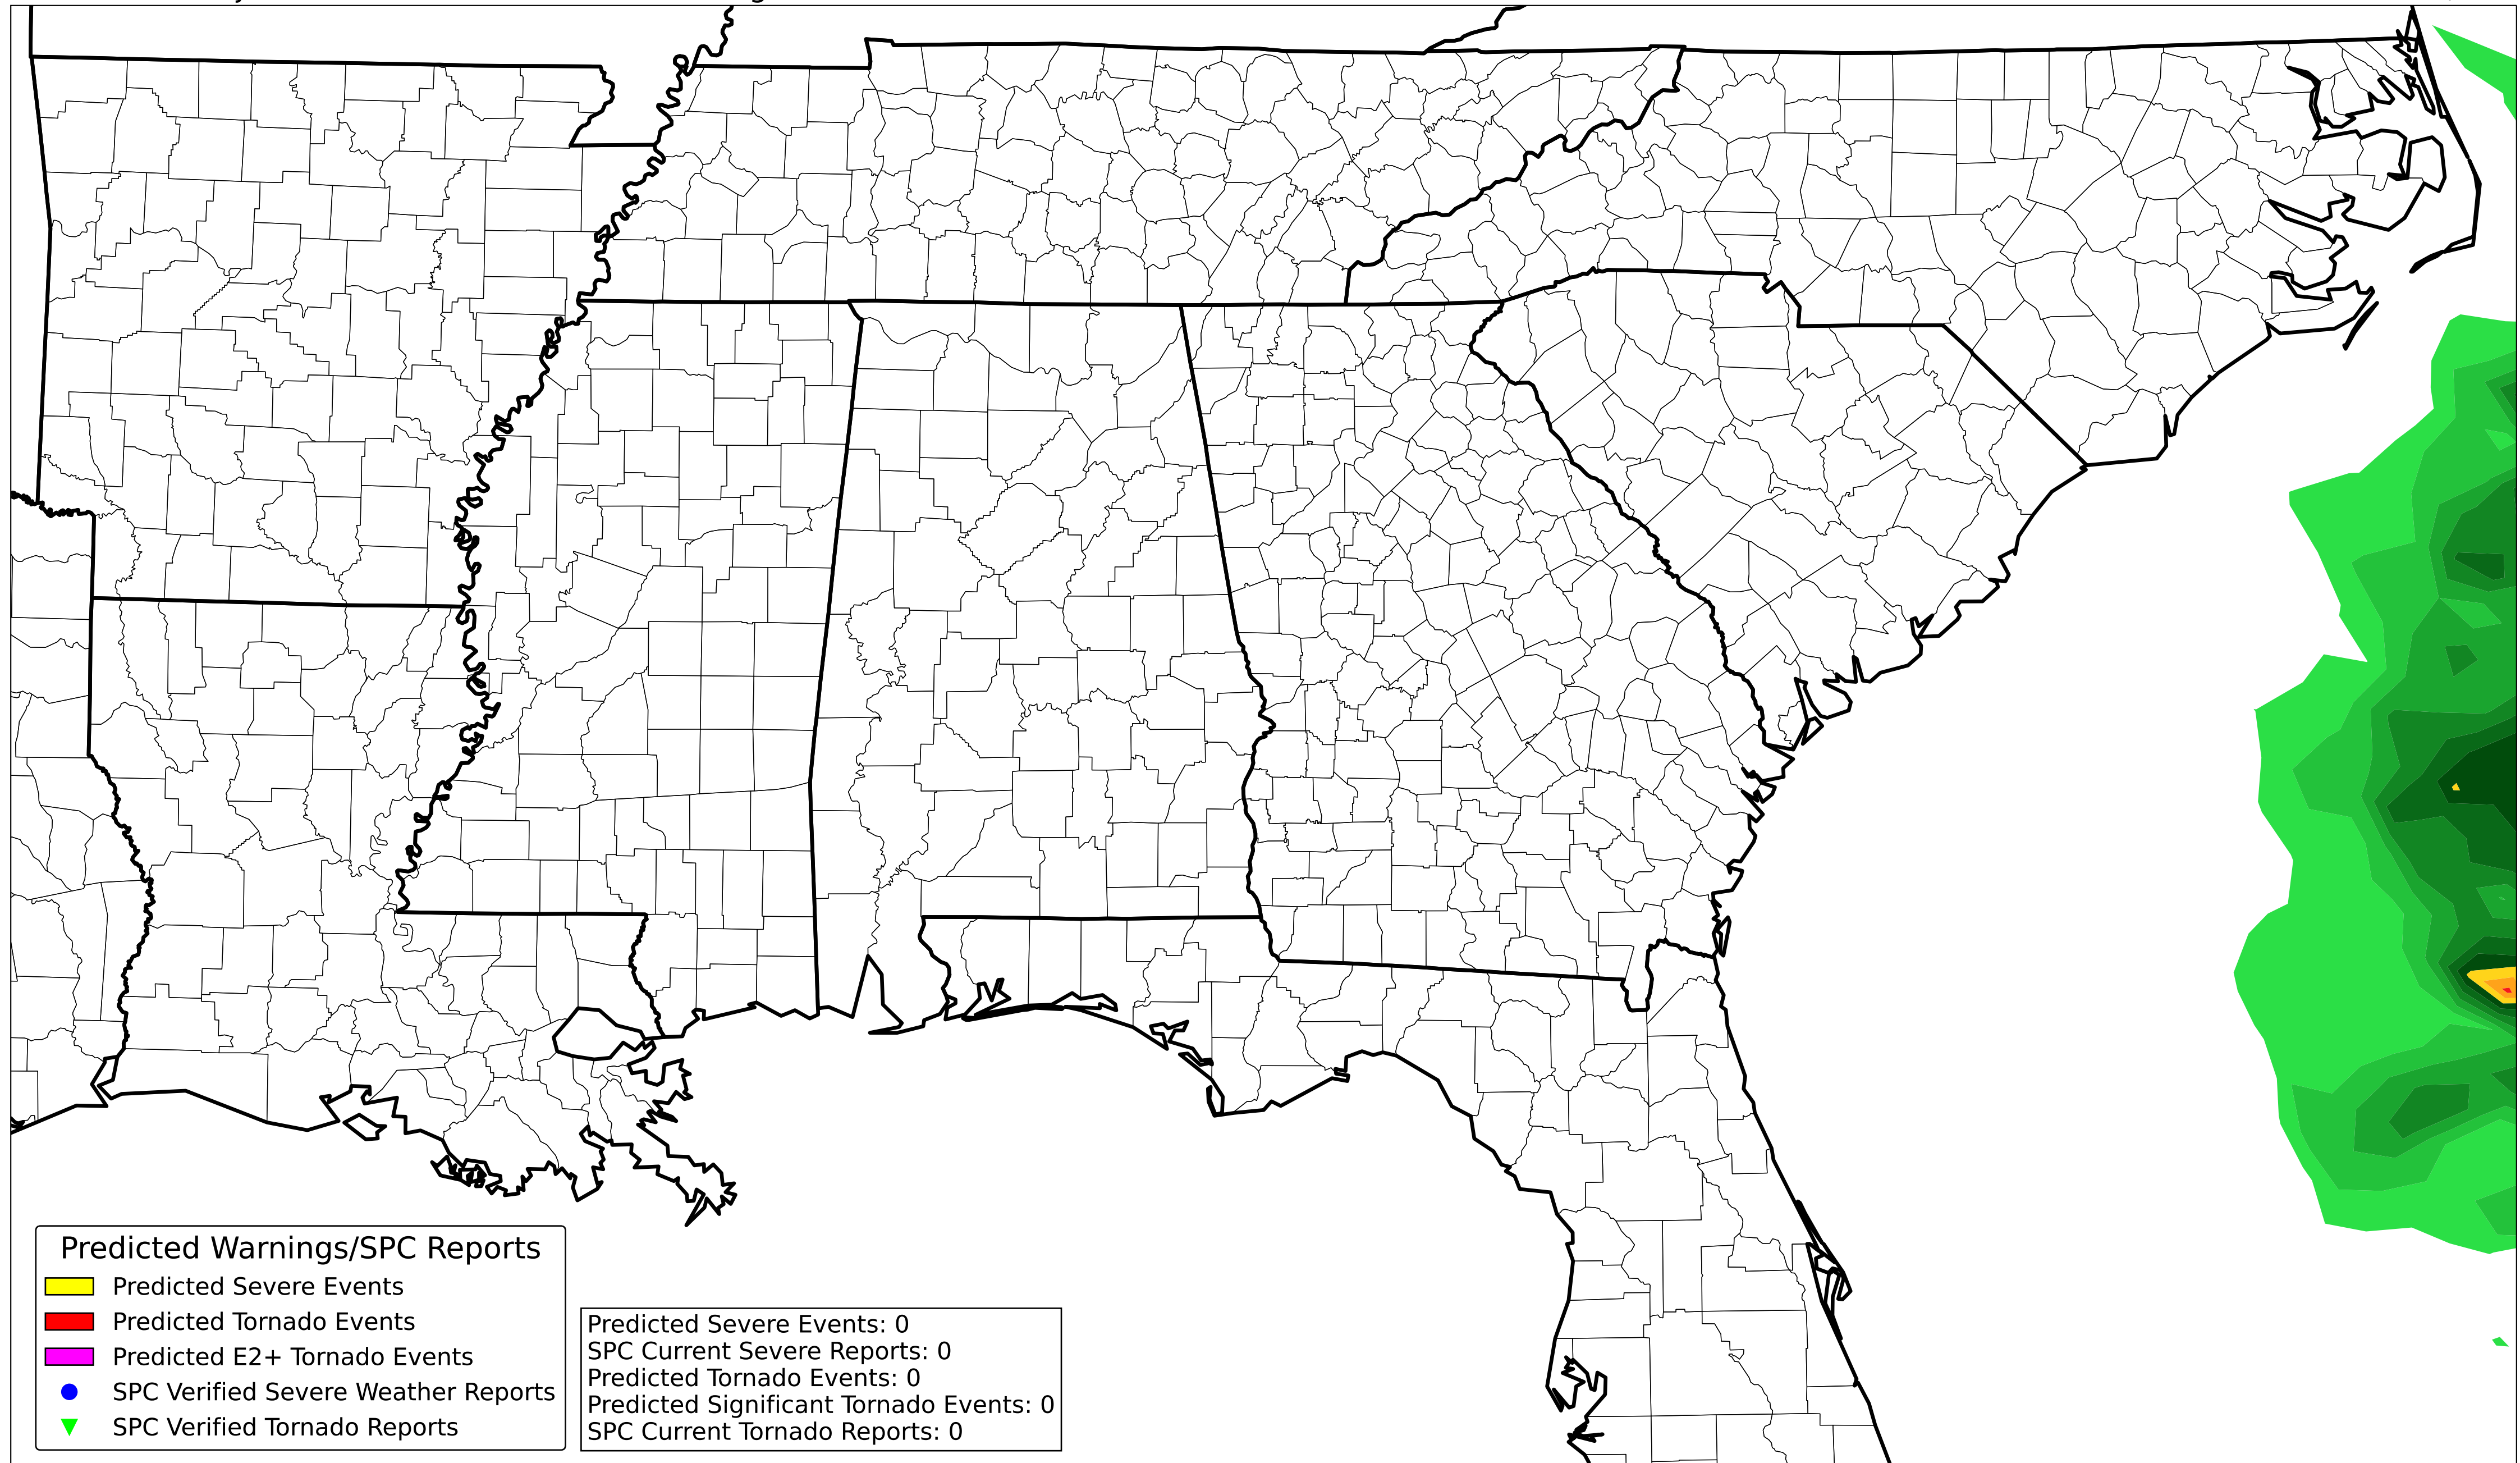 Predicted Warnings/SPC Reports
Predicted Severe Events
Predicted Tornado Events
Predicted E2+ Tornado Events
SPC Verified Severe Weather Reports
SPC Verified Tornado Reports
Predicted Severe Events: 0
SPC Current Severe Reports: 0
Predicted Tornado Events: 0
Predicted Significant Tornado Events: 0
SPC Current Tornado Reports: 0